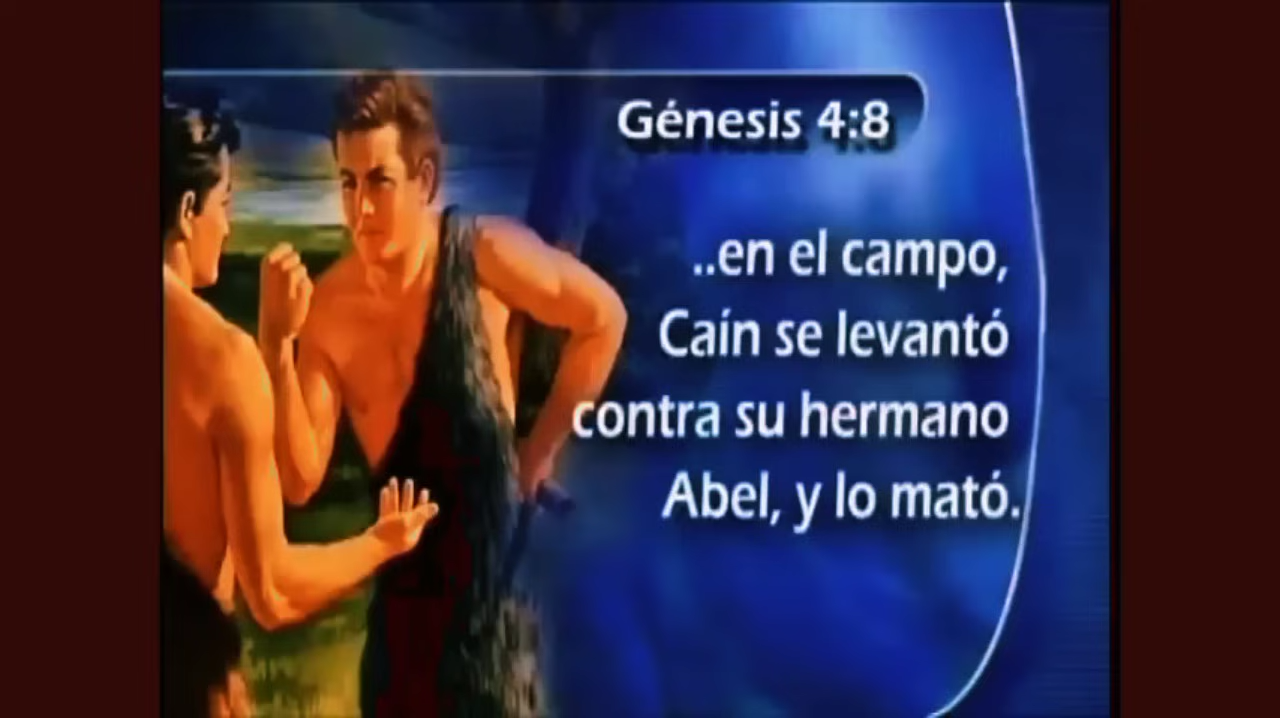 Génesis 4:8
..en el campo,
Caín se levantó
contra su hermano
Abel, y lo mató.